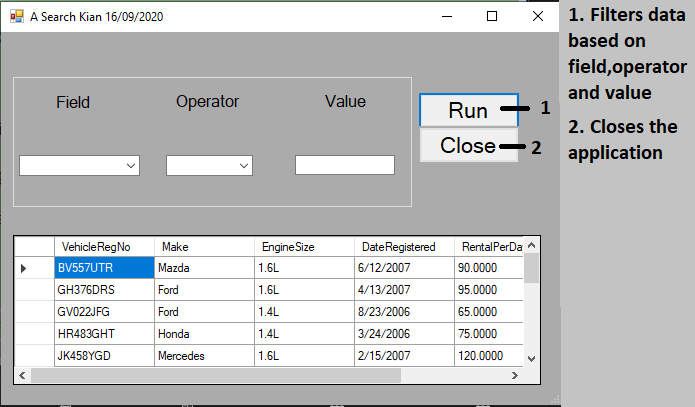 A Search Kian 16/09/2020
Field Operator Value
Run 1
Close 2
VehicleRegNo Make EngineSize DateRegistered RentalPerDa
BV557UTR Mazda 1.6L 6/12/2007 90.0000
GH376DRS Ford 1.6L 4/13/2007 95.0000
GV022JFG Ford 1.4L 8/23/2006 65.0000
HR483GHT Honda 1.4L 3/24/2006 75.0000
JK458YGD Mercedes 1.6L 2/15/2007 120.0000
1. Filters data
based on
field,operator
and value
2. Closes the
application